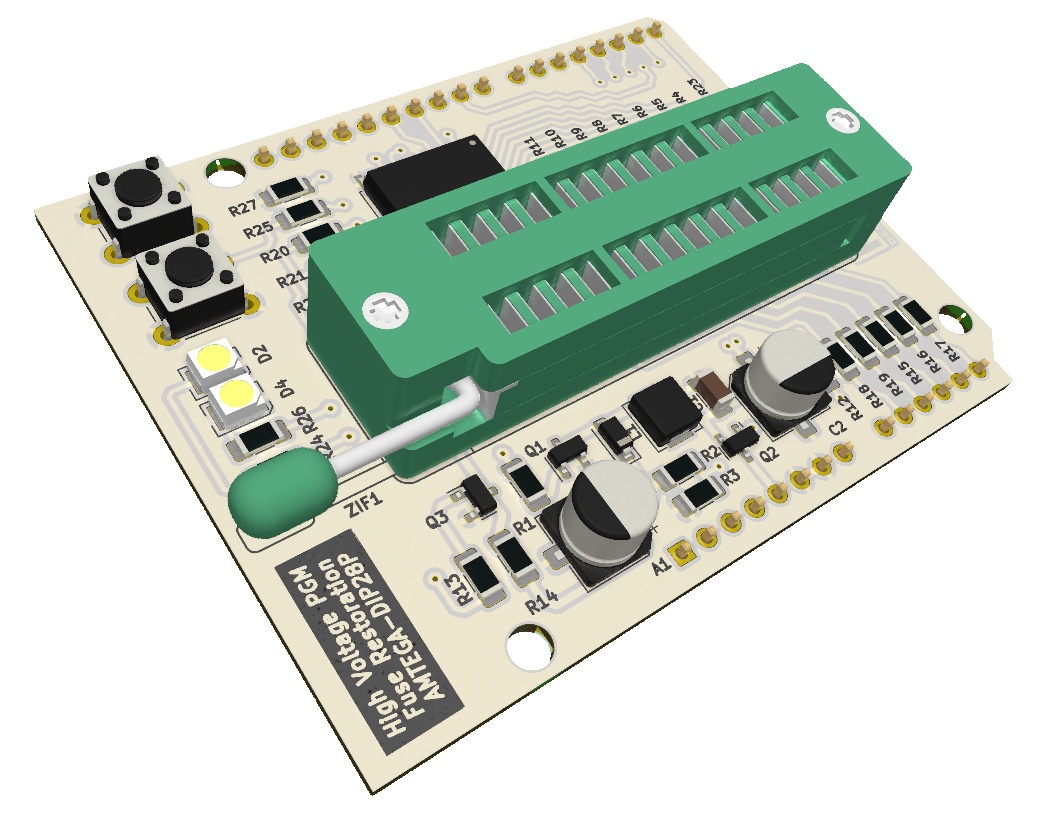 R11
R10
R9
R8
R7
R6
R5
R4
R23
R27
R25
R20
R21
D2
D4
R26
R24
ZIF1
Q1
Q3
R1
R13
R14
R2
R3
Q2
C2
R12
R18
R19
R15
R16
R17
A1
High Voltage PGM
Fuse Restoration
AMTEGA-DIP28P